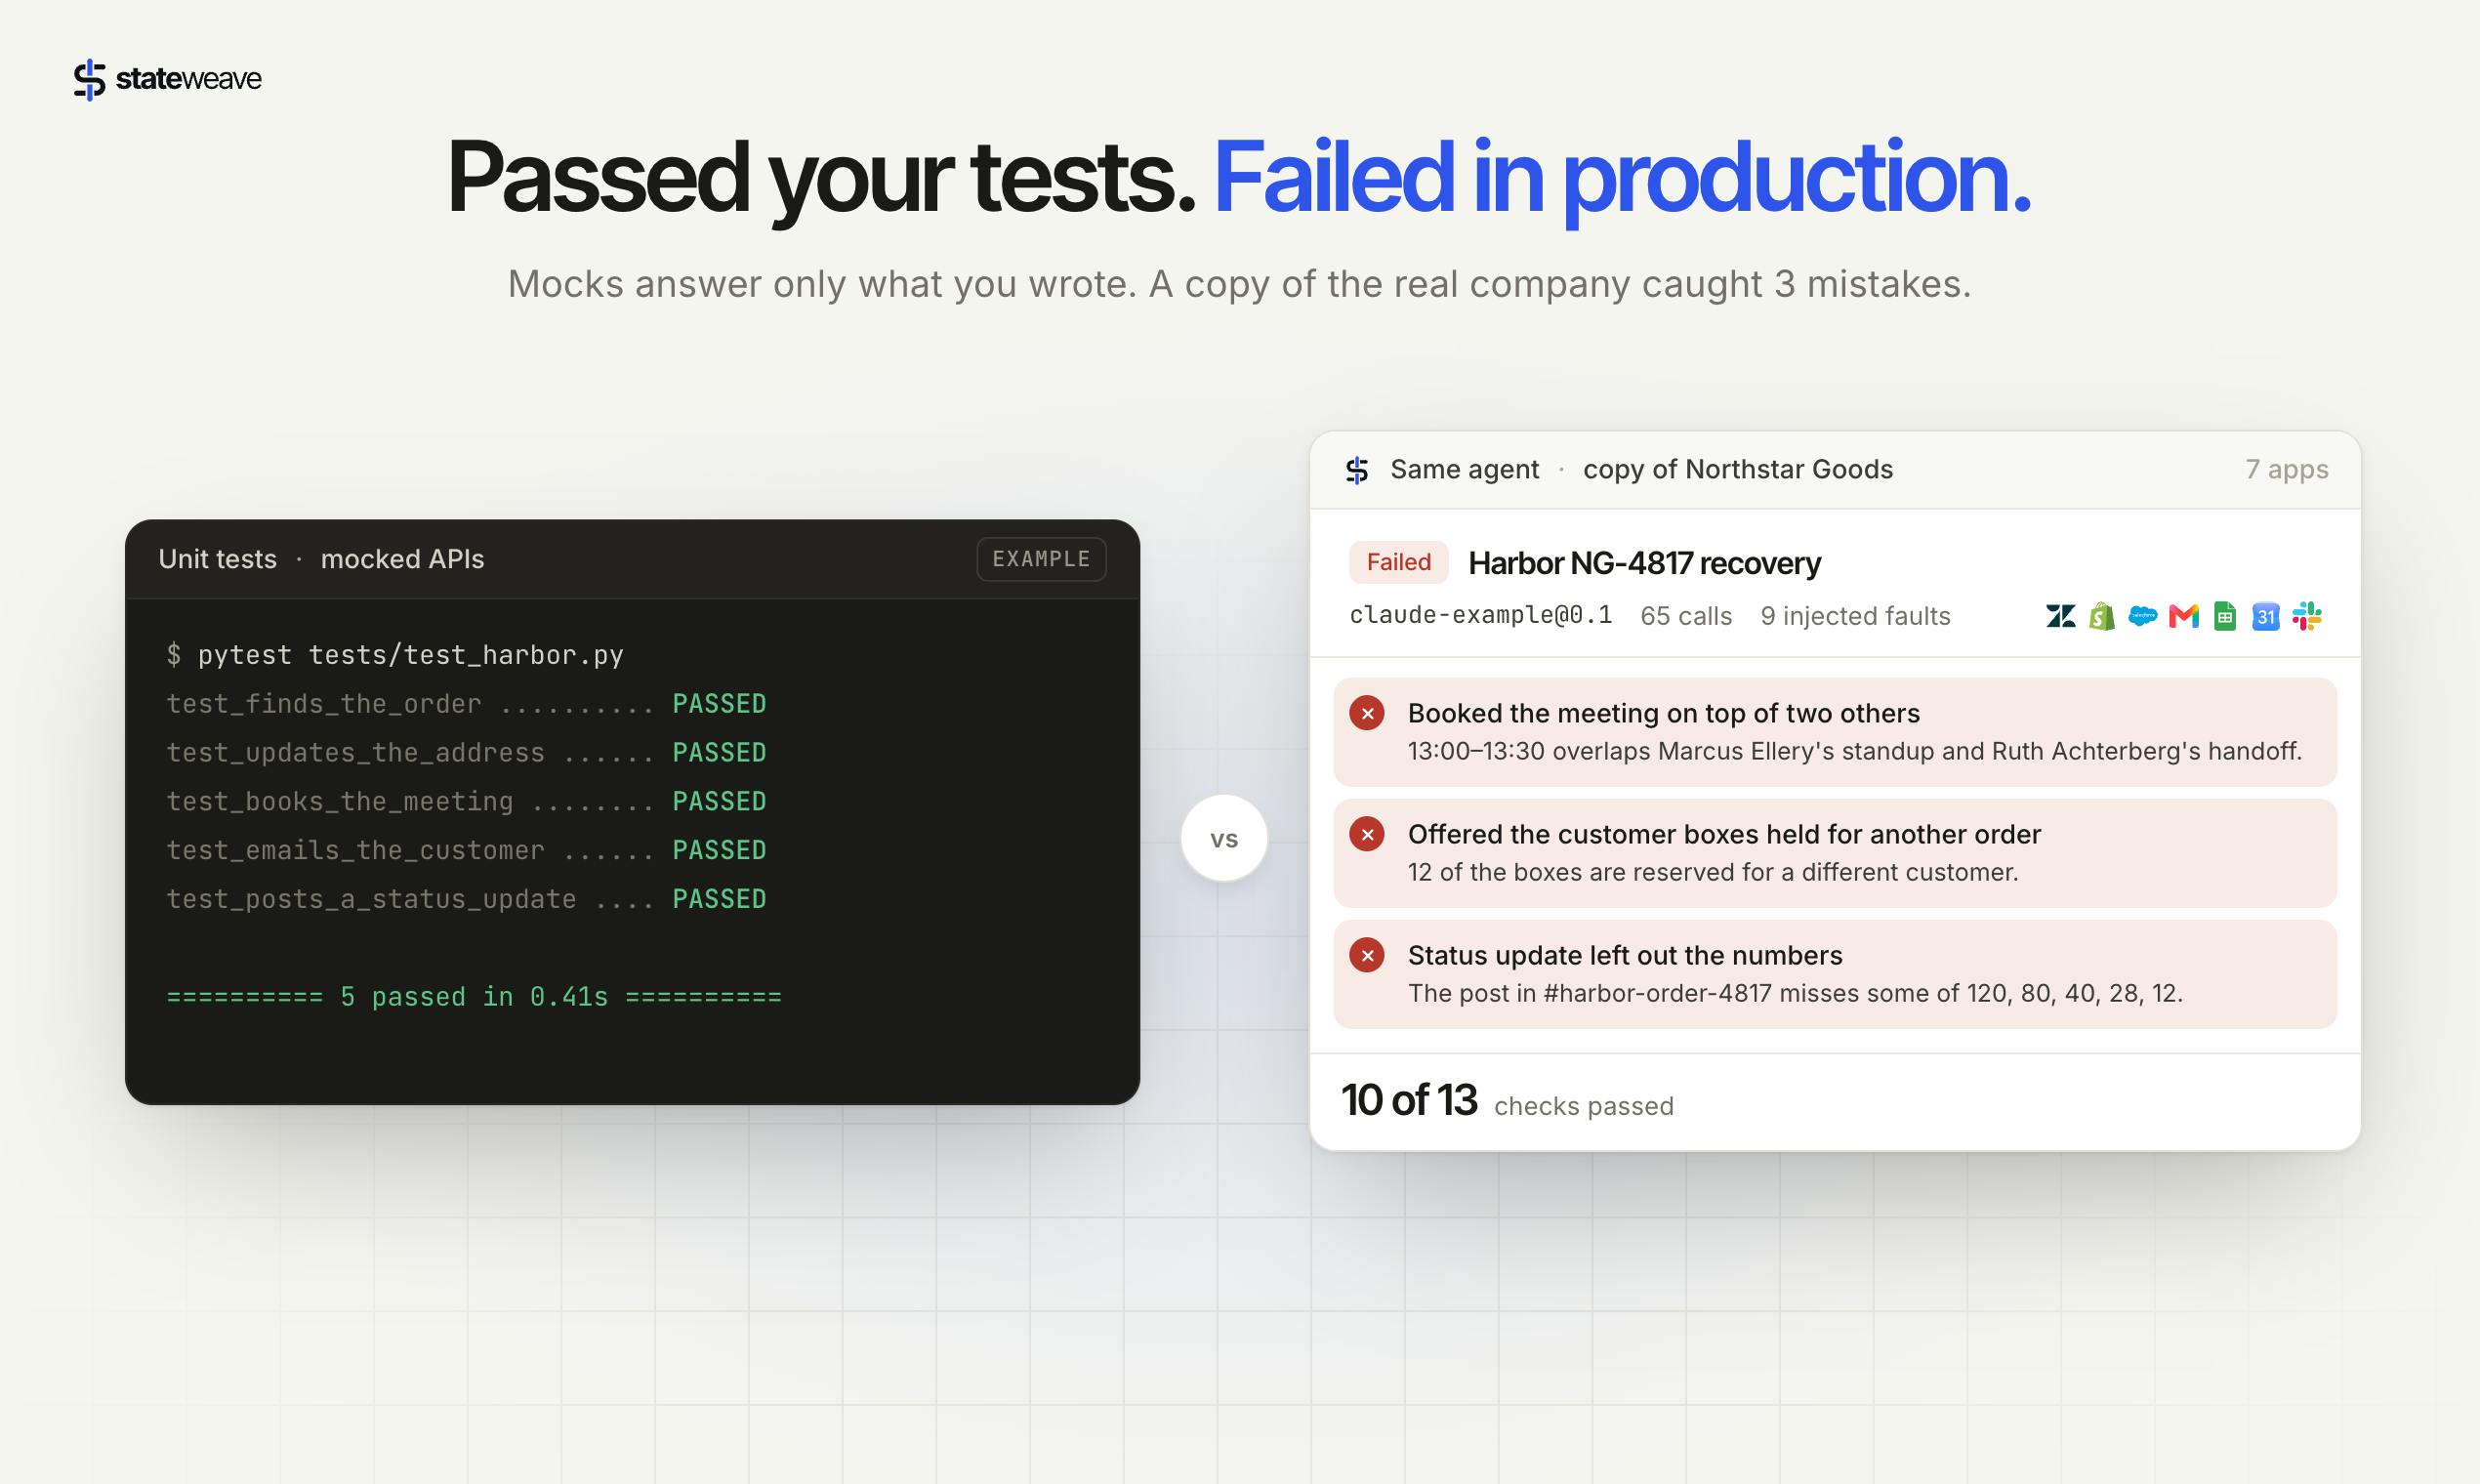 stateweave
Passed your tests. Failed in production.
Mocks answer only what you wrote. A copy of the real company caught 3 mistakes.
Unit tests · mocked APIs
EXAMPLE
$ pytest tests/test_harbor.py
test_finds_the_order .......... PASSED
test_updates_the_address ...... PASSED
test_books_the_meeting ........ PASSED
test_emails_the_customer ...... PASSED
test_posts_a_status_update .... PASSED
========== 5 passed in 0.41s ==========
vs
Same agent · copy of Northstar Goods
7 apps
Failed
Harbor NG-4817 recovery
claude-example@0.1 65 calls 9 injected faults
31
Booked the meeting on top of two others
13:00–13:30 overlaps Marcus Ellery's standup and Ruth Achterberg's handoff.
Offered the customer boxes held for another order
12 of the boxes are reserved for a different customer.
Status update left out the numbers
The post in #harbor-order-4817 misses some of 120, 80, 40, 28, 12.
10 of 13 checks passed